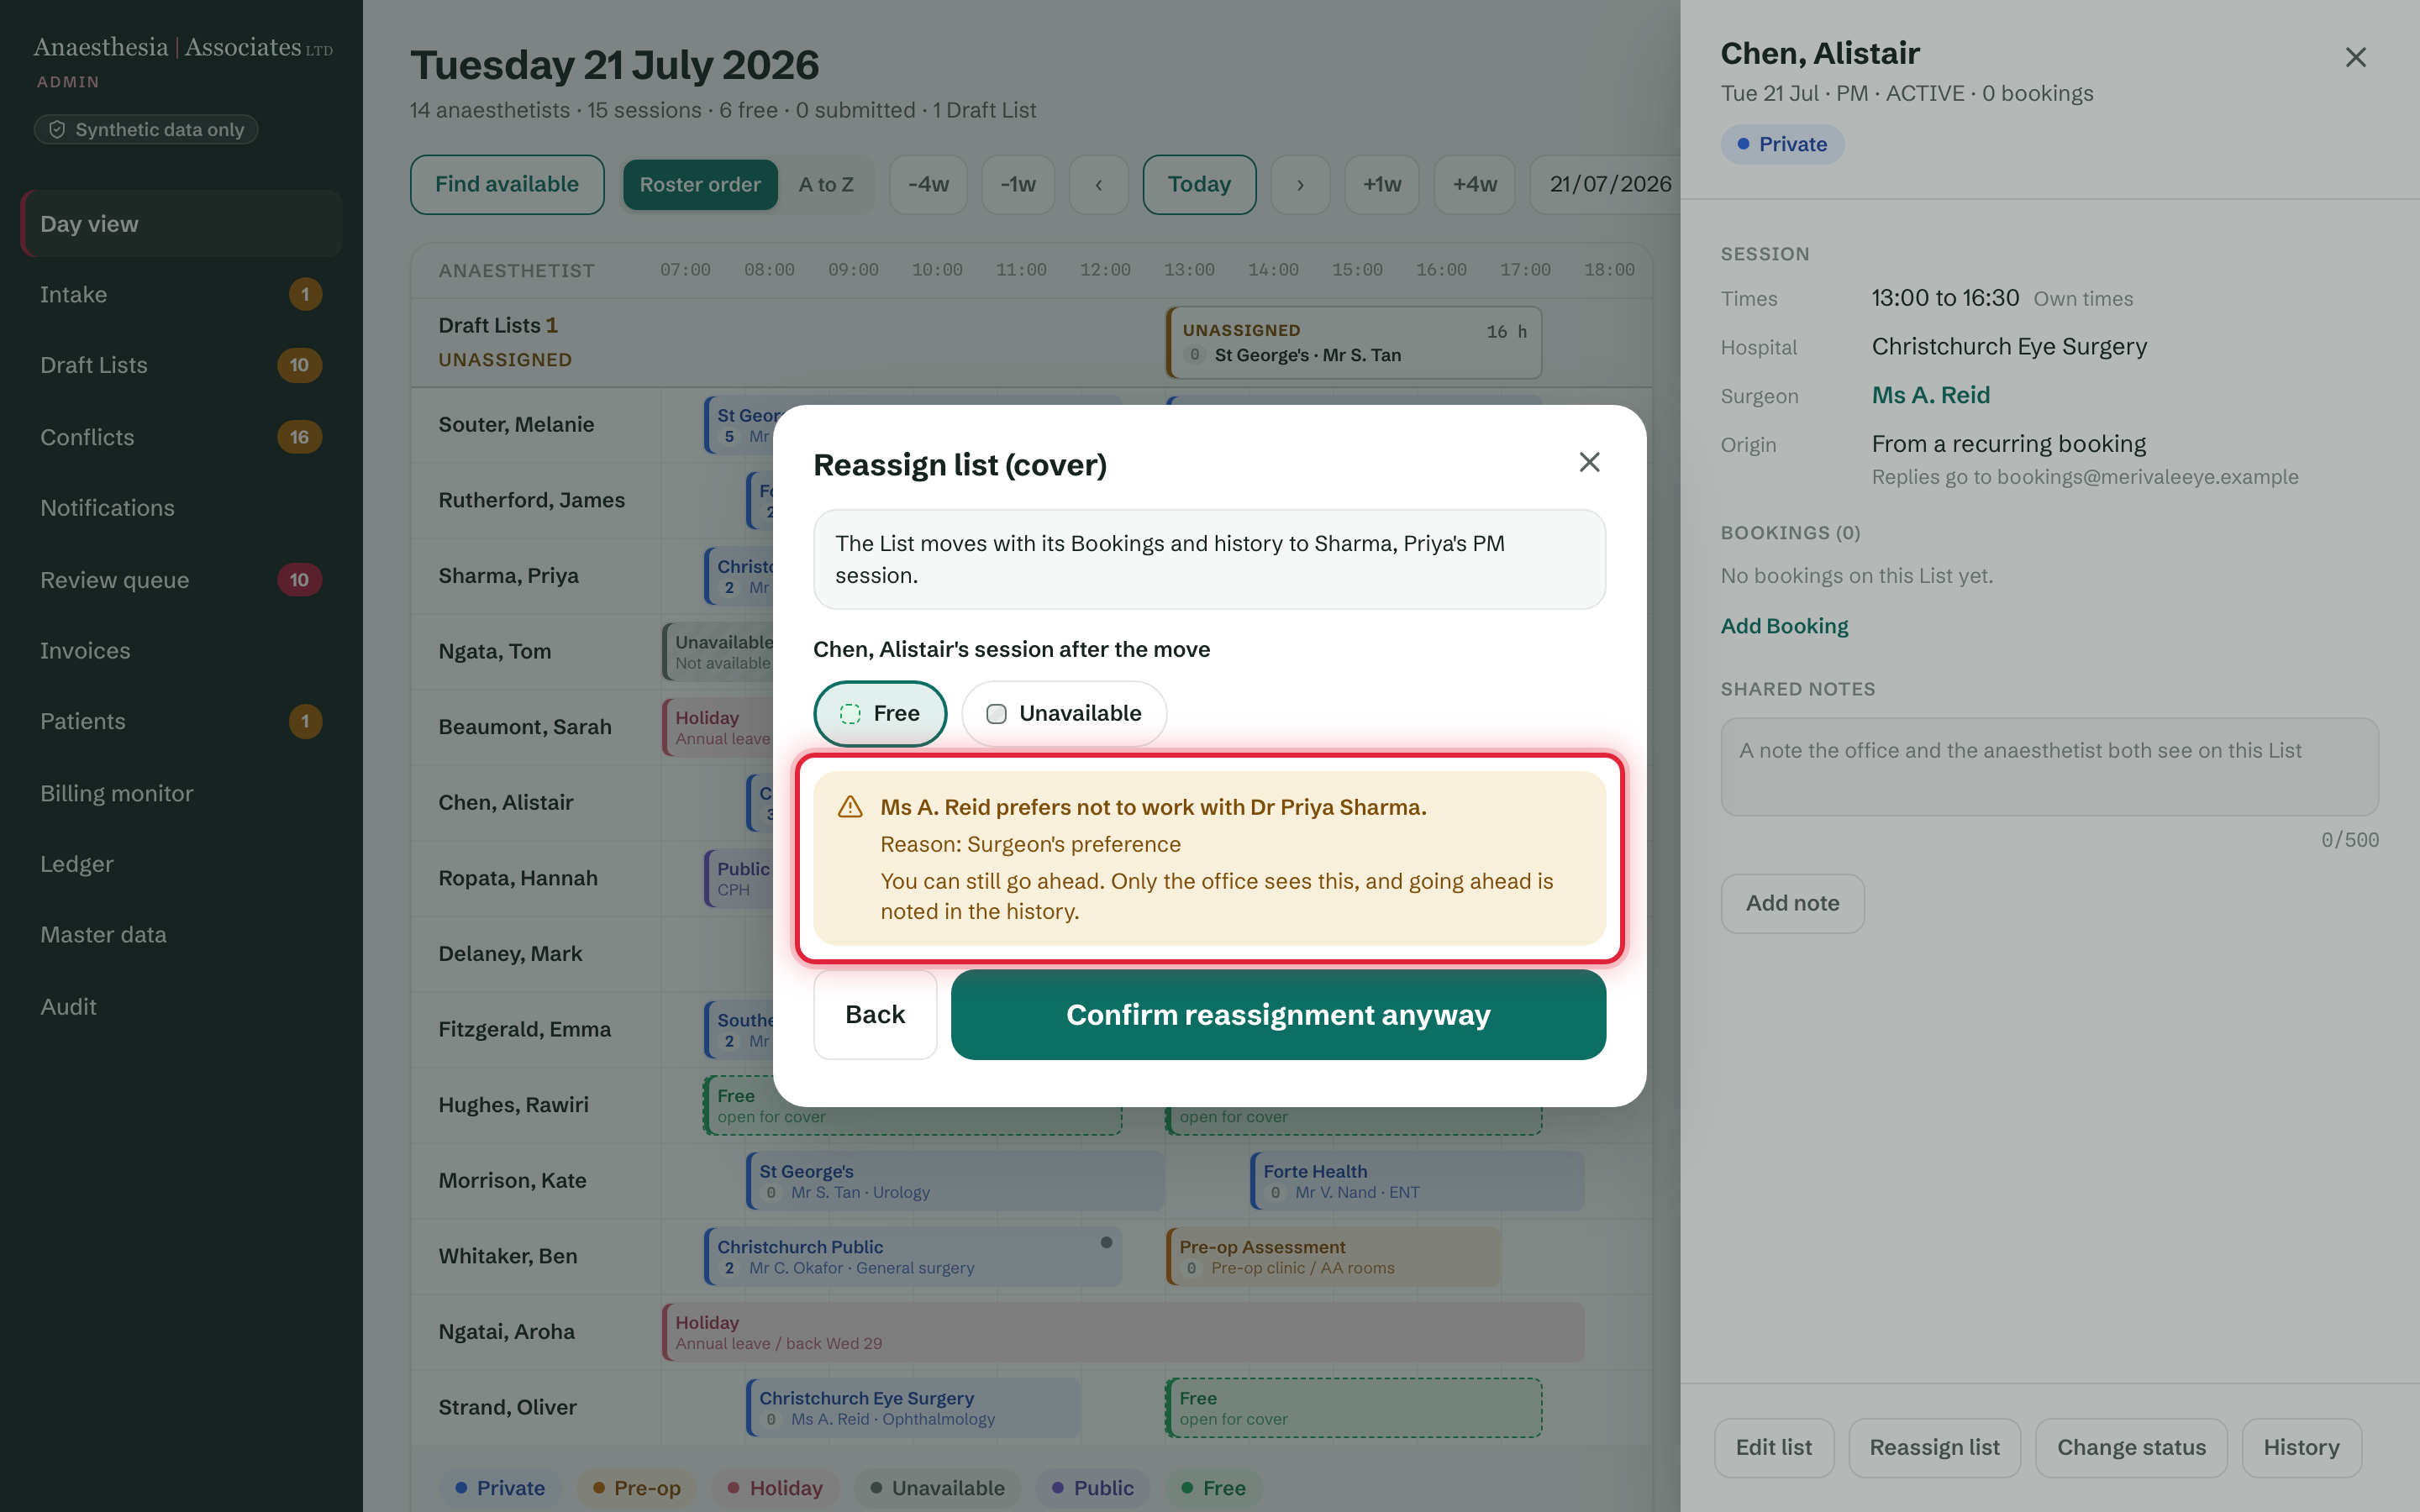 Anaesthesia | Associates LTD
ADMIN
Synthetic data only
Day view
Intake 1
Draft Lists 10
Conflicts 16
Notifications
Review queue 10
Invoices
Patients 1
Billing monitor
Ledger
Master data
Audit
Tuesday 21 July 2026
14 anaesthetists · 15 sessions · 6 free · 0 submitted · 1 Draft List
Find available
Roster order
A to Z
-4w
-1w
‹
Today
›
+1w
+4w
21/07/2026
ANAESTHETIST 07:00 08:00 09:00 10:00 11:00 12:00 13:00 14:00 15:00 16:00 17:00 18:00
Draft Lists 1
UNASSIGNED
UNASSIGNED 16 h
0 St George's · Mr S. Tan
Souter, Melanie
5 Mr
Rutherford, James
Sharma, Priya
2 Mr
Ngata, Tom
Unavailable
Not available
Beaumont, Sarah
Holiday
Annual leave
Chen, Alistair
Ropata, Hannah
Public
CPH
Delaney, Mark
Fitzgerald, Emma
2 Mr
Hughes, Rawiri
Free
open for cover
open for cover
Morrison, Kate
St George's
0 Mr S. Tan · Urology
Forte Health
0 Mr V. Nand · ENT
Whitaker, Ben
Christchurch Public
2 Mr C. Okafor · General surgery
Pre-op Assessment
0 Pre-op clinic / AA rooms
Ngatai, Aroha
Holiday
Annual leave / back Wed 29
Strand, Oliver
Christchurch Eye Surgery
0 Ms A. Reid · Ophthalmology
Free
open for cover
Private
Pre-op
Holiday
Unavailable
Public
Free
Reassign list (cover)
The List moves with its Bookings and history to Sharma, Priya's PM
session.
Chen, Alistair's session after the move
Free
Unavailable
Ms A. Reid prefers not to work with Dr Priya Sharma.
Reason: Surgeon's preference
You can still go ahead. Only the office sees this, and going ahead is
noted in the history.
Back
Confirm reassignment anyway
Chen, Alistair
Tue 21 Jul · PM · ACTIVE · 0 bookings
Private
SESSION
Times 13:00 to 16:30 Own times
Hospital Christchurch Eye Surgery
Surgeon Ms A. Reid
Origin From a recurring booking
Replies go to bookings@merivaleeye.example
BOOKINGS (0)
No bookings on this List yet.
Add Booking
SHARED NOTES
A note the office and the anaesthetist both see on this List
0/500
Add note
Edit list
Reassign list
Change status
History